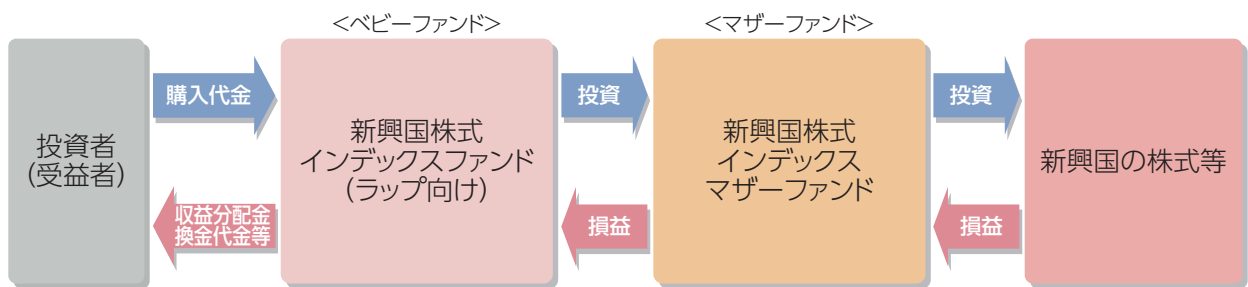 <ベビーファンド>
<マザーファンド>
投資者
(受益者)
購入代金
収益分配金
換金代金等
新興国株式
インデックスファンド
(ラップ向け)
投資
損益
新興国株式
インデックス
マザーファンド
投資
損益
新興国の株式等